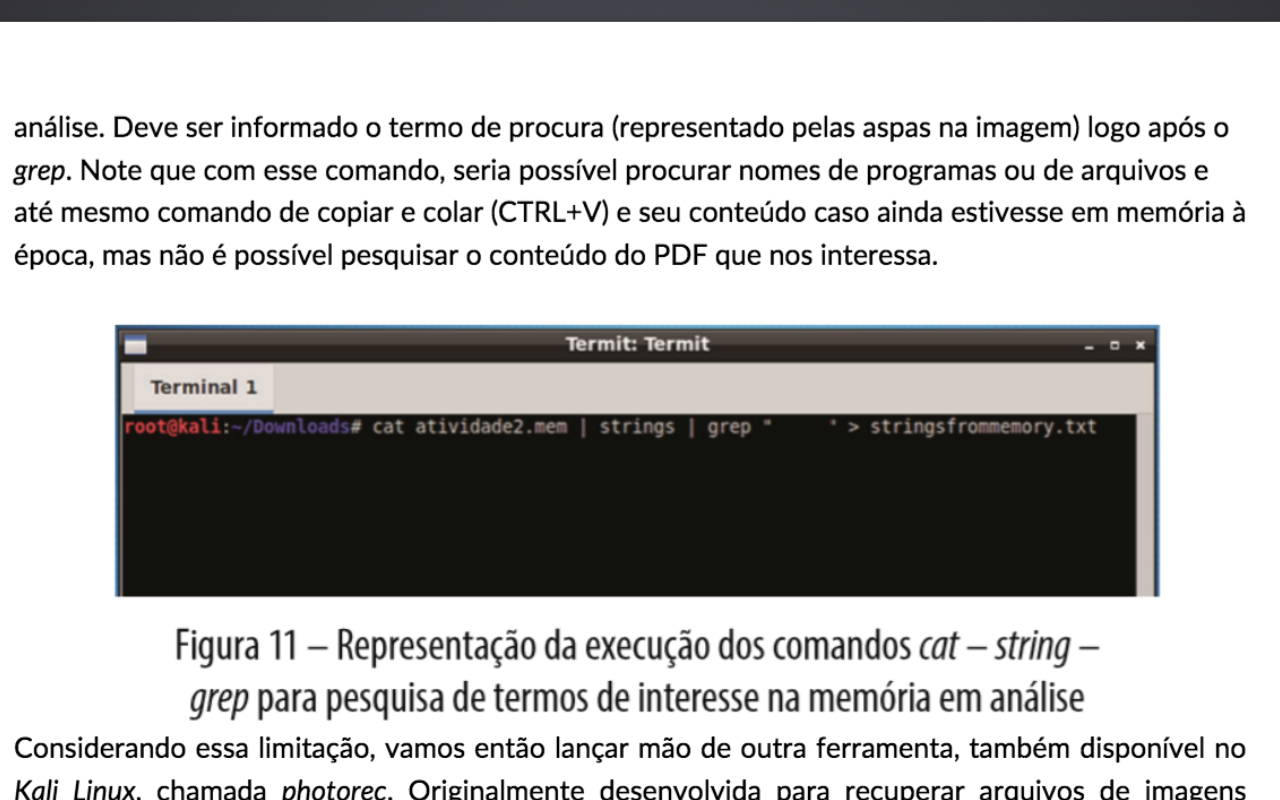 análise. Deve ser informado o termo de procura (representado pelas aspas na imagem) logo após o
grep. Note que com esse comando, seria possível procurar nomes de programas ou de arquivos e
até mesmo comando de copiar e colar (CTRL+V) e seu conteúdo caso ainda estivesse em memória à
época, mas não é possível pesquisar o conteúdo do PDF que nos interessa.
Termit: Termit
Terminal 1
root@kali:~/Downloads# cat atividade2.mem | strings | grep "     " > stringsfrommemory.txt
Figura 11 – Representação da execução dos comandos cat – string –
grep para pesquisa de termos de interesse na memória em análise
Considerando essa limitação, vamos então lançar mão de outra ferramenta, também disponível no
Kali Linux, chamada photorec. Originalmente desenvolvida para recuperar arquivos de imagens